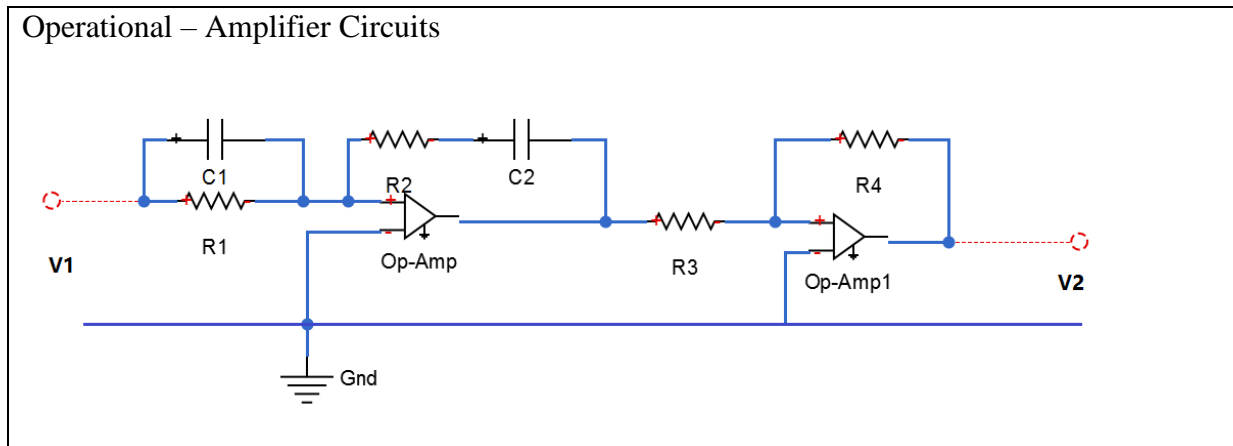 Operational – Amplifier Circuits
C1
R2
C2
R4
R1
V1
Op-Amp
R3
Op-Amp1
V2
Gnd